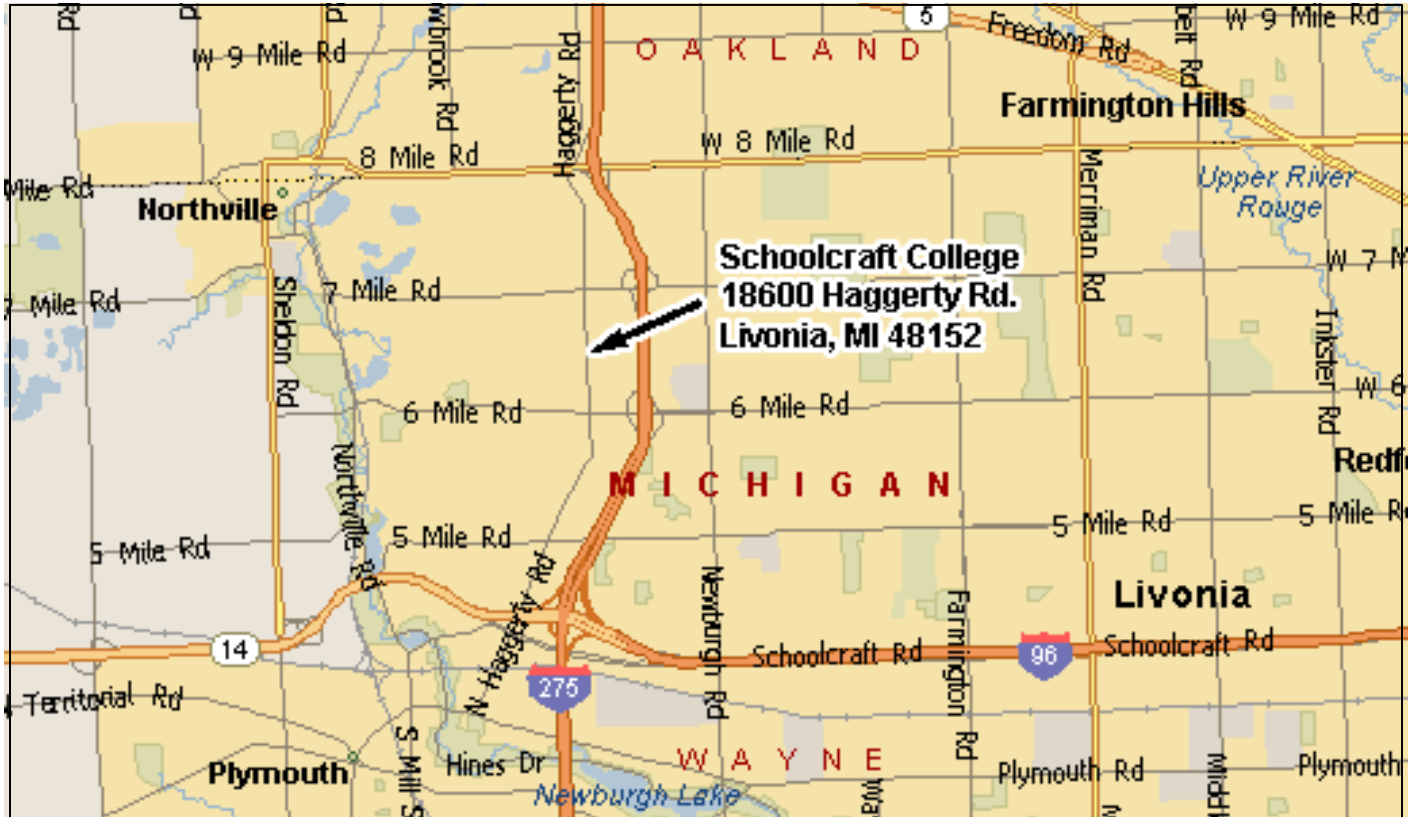 Rd
Rd
wbrook Rd
Haggerty Rd
5
Freedom Rd
belt Rd
W 9 Mile Rd
W 9 Mile Rd
O A K L A N D
Farmington Hills
8 Mile Rd
W 8 Mile Rd
Mile Rd
Northville
Merriman Rd
Upper River
Rouge
Schoolcraft College
18600 Haggerty Rd.
Livonia, MI 48152
W 7 M
7 Mile Rd
7 Mile Rd
Sheldon Rd
Inkster Rd
6 Mile Rd
6 Mile Rd
W 6
Northville Rd
Redf
M I C H I G A N
5 Mile Rd
5 Mile Rd
5 Mile Rd
5 Mile R
N Haggerty Rd
Newburgh Rd
Farmington Rd
Livonia
14
Schoolcraft Rd
96
Schoolcraft Rd
275
Territorial Rd
S Mill S
Plymouth
Hines Dr
W A Y N E
Newburgh Lake
Wa
Plymouth Rd
Middl
Plymouth